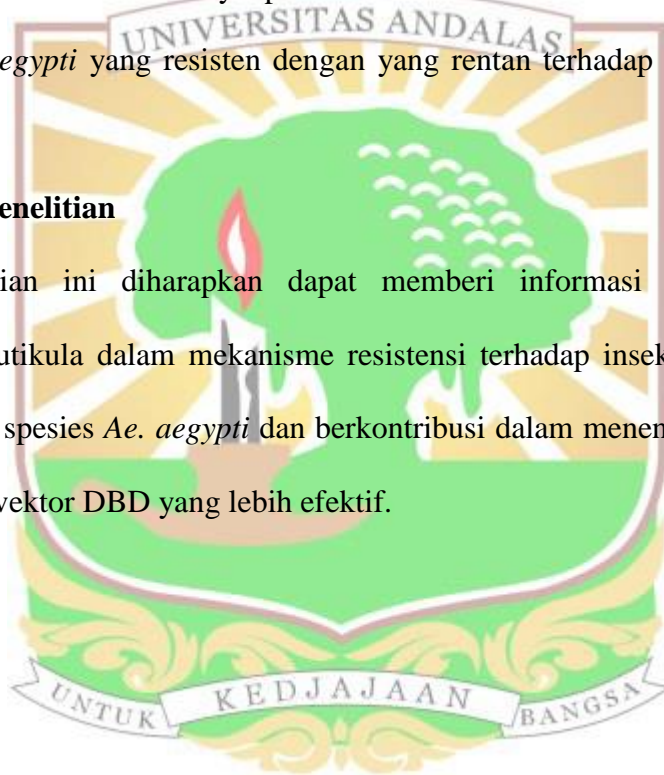 UNIVERSITAS ANDALAS
egypti yang resisten dengan yang rentan terhadap
enelitian
ian ini diharapkan dapat memberi informasi
utikula dalam mekanisme resistensi terhadap insek
spesies Ae. aegypti dan berkontribusi dalam menen
vektor DBD yang lebih efektif.
UNTUK KEDJAJAAN BANGSA